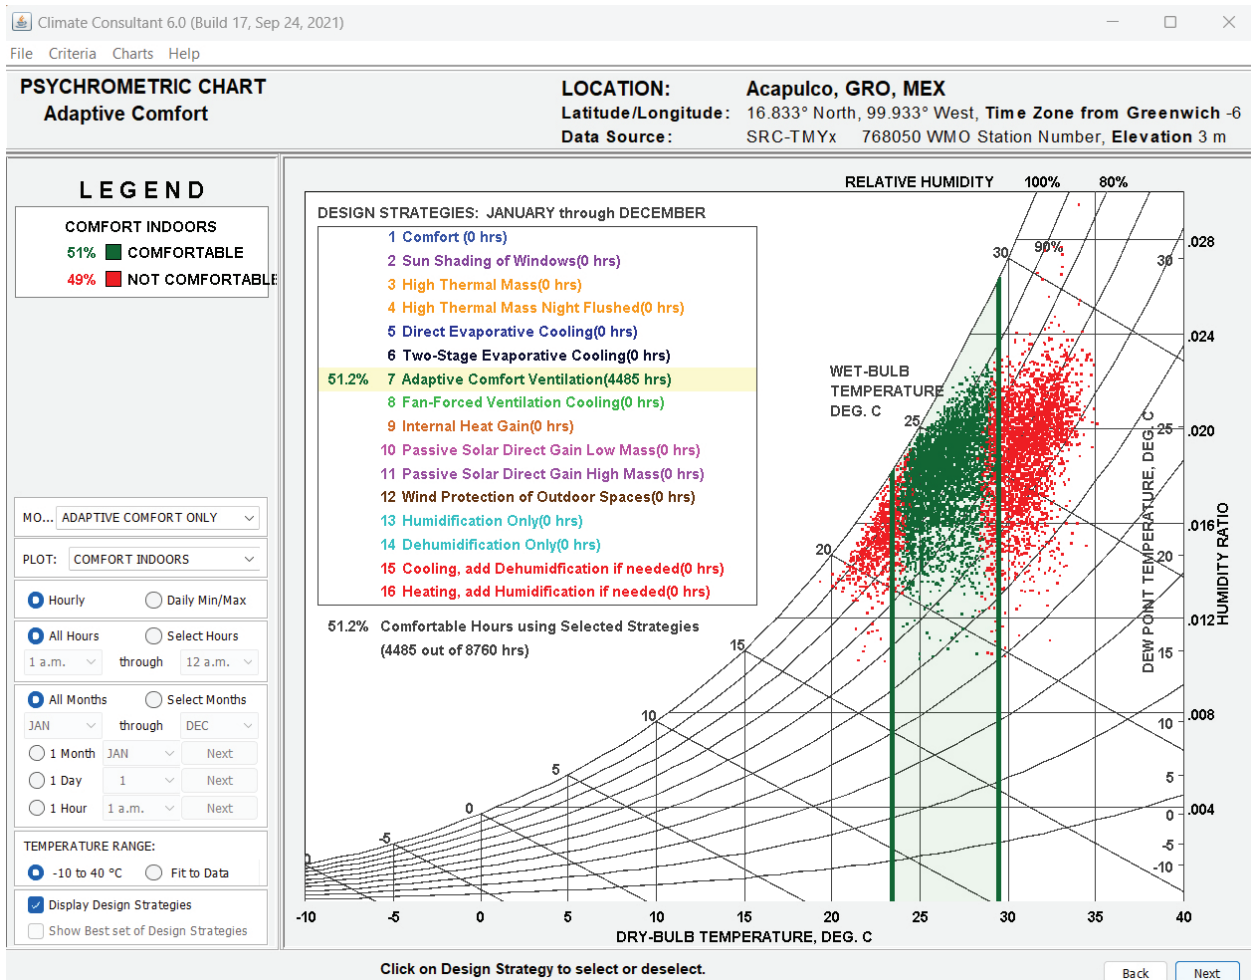 Climate Consultant 6.0 (Build 17, Sep 24, 2021)
File Criteria Charts Help
PSYCHROMETRIC CHART
Adaptive Comfort
LOCATION: Acapulco, GRO, MEX
Latitude/Longitude: 16.833° North, 99.933° West, Time Zone from Greenwich -6
Data Source: SRC-TMYx 768050 WMO Station Number, Elevation 3 m
LEGEND
COMFORT INDOORS
51% COMFORTABLE
49% NOT COMFORTABLE
MO... ADAPTIVE COMFORT ONLY
PLOT: COMFORT INDOORS
Hourly Daily Min/Max
All Hours Select Hours
1 a.m. through 12 a.m.
All Months Select Months
JAN through DEC
1 Month JAN Next
1 Day 1 Next
1 Hour 1 a.m. Next
TEMPERATURE RANGE:
-10 to 40 °C Fit to Data
Display Design Strategies
Show Best set of Design Strategies
DESIGN STRATEGIES: JANUARY through DECEMBER
1 Comfort (0 hrs)
2 Sun Shading of Windows(0 hrs)
3 High Thermal Mass(0 hrs)
4 High Thermal Mass Night Flushed(0 hrs)
5 Direct Evaporative Cooling(0 hrs)
6 Two-Stage Evaporative Cooling(0 hrs)
51.2% 7 Adaptive Comfort Ventilation(4485 hrs)
8 Fan-Forced Ventilation Cooling(0 hrs)
9 Internal Heat Gain(0 hrs)
10 Passive Solar Direct Gain Low Mass(0 hrs)
11 Passive Solar Direct Gain High Mass(0 hrs)
12 Wind Protection of Outdoor Spaces(0 hrs)
13 Humidification Only(0 hrs)
14 Dehumidification Only(0 hrs)
15 Cooling, add Dehumidfication if needed(0 hrs)
16 Heating, add Humidification if needed(0 hrs)
51.2% Comfortable Hours using Selected Strategies
(4485 out of 8760 hrs)
RELATIVE HUMIDITY 100% 80%
90%
WET-BULB
TEMPERATURE
DEG. C
30
25
20
15
10
5
0
-5
DEW POINT TEMPERATURE, DEG. C
30
25
20
15
10
5
0
-5
-10
HUMIDITY RATIO
.028
.024
.020
.016
.012
.008
.004
-10 -5 0 5 10 15 20 25 30 35 40
DRY-BULB TEMPERATURE, DEG. C
Click on Design Strategy to select or deselect.
Back Next